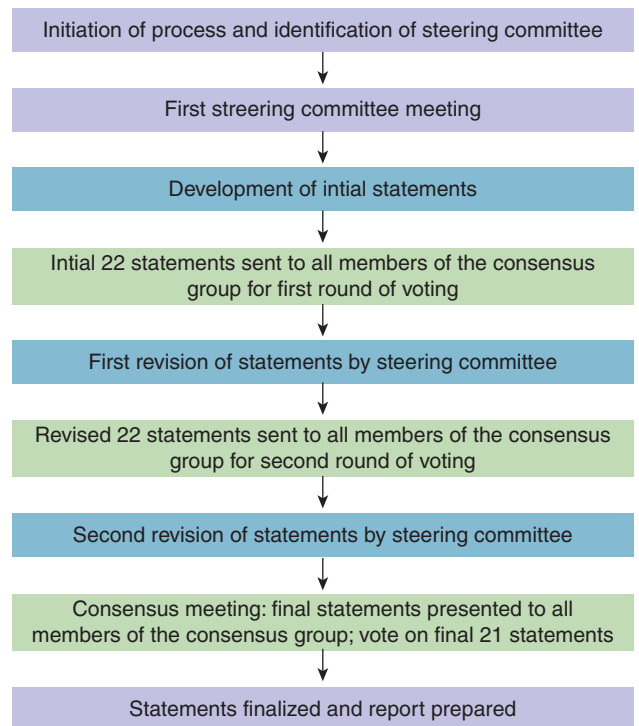 Initiation of process and identification of steering committee
First streering committee meeting
Development of intial statements
Intial 22 statements sent to all members of the consensus
group for first round of voting
First revision of statements by steering committee
Revised 22 statements sent to all members of the consensus
group for second round of voting
Second revision of statements by steering committee
Consensus meeting: final statements presented to all
members of the consensus group; vote on final 21 statements
Statements finalized and report prepared